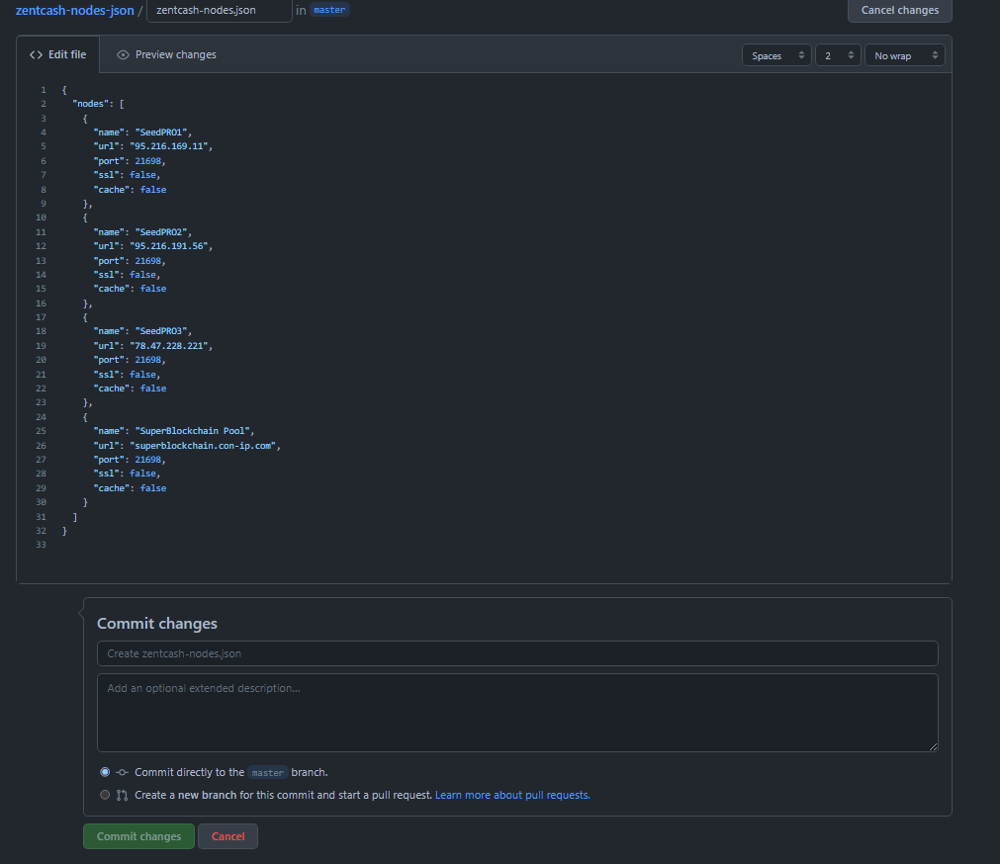 zentcash-nodes-json / zentcash-nodes.json in master Cancel changes
Edit file Preview changes Spaces 2 No wrap
1 {
2 "nodes": [
3 {
4 "name": "SeedPRO1",
5 "url": "95.216.169.11",
6 "port": 21698,
7 "ssl": false,
8 "cache": false
9 },
10 {
11 "name": "SeedPRO2",
12 "url": "95.216.191.56",
13 "port": 21698,
14 "ssl": false,
15 "cache": false
16 },
17 {
18 "name": "SeedPRO3",
19 "url": "78.47.228.221",
20 "port": 21698,
21 "ssl": false,
22 "cache": false
23 },
24 {
25 "name": "SuperBlockchain Pool",
26 "url": "superblockchain.con-ip.com",
27 "port": 21698,
28 "ssl": false,
29 "cache": false
30 }
31 ]
32 }
33
Commit changes
Create zentcash-nodes.json
Add an optional extended description...
Commit directly to the master branch.
Create a new branch for this commit and start a pull request. Learn more about pull requests.
Commit changes Cancel